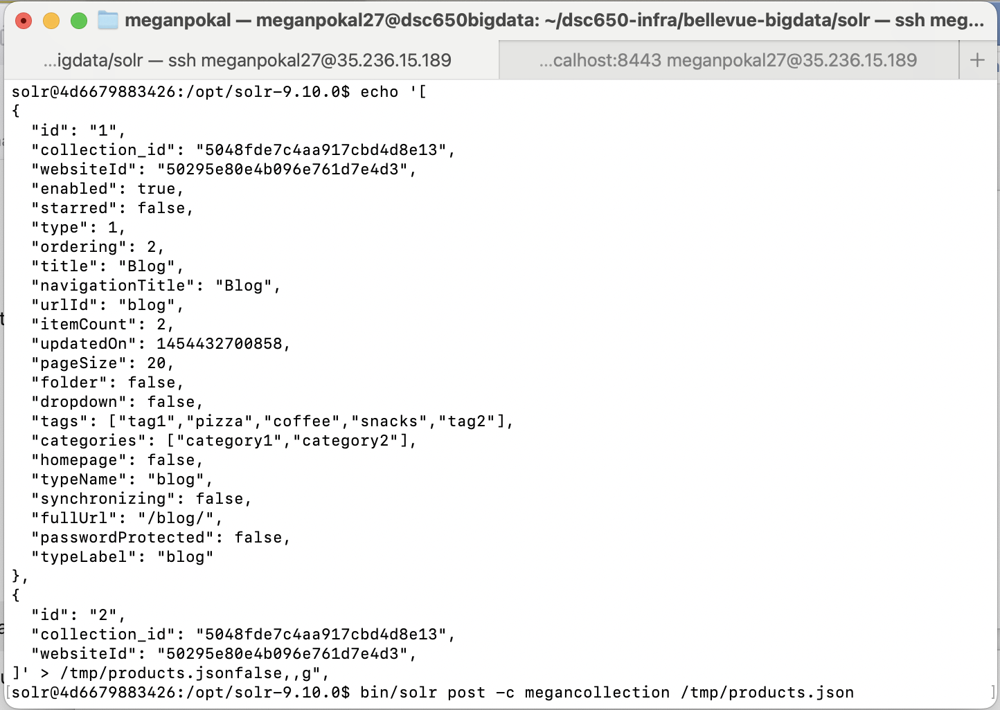 meganpokal — meganpokal27@dsc650bigdata: ~/dsc650-infra/bellevue-bigdata/solr — ssh meg...
...igdata/solr — ssh meganpokal27@35.236.15.189
...calhost:8443 meganpokal27@35.236.15.189
solr@4d6679883426:/opt/solr-9.10.0$ echo '[
{
  "id": "1",
  "collection_id": "5048fde7c4aa917cbd4d8e13",
  "websiteId": "50295e80e4b096e761d7e4d3",
  "enabled": true,
  "starred": false,
  "type": 1,
  "ordering": 2,
  "title": "Blog",
  "navigationTitle": "Blog",
  "urlId": "blog",
  "itemCount": 2,
  "updatedOn": 1454432700858,
  "pageSize": 20,
  "folder": false,
  "dropdown": false,
  "tags": ["tag1","pizza","coffee","snacks","tag2"],
  "categories": ["category1","category2"],
  "homepage": false,
  "typeName": "blog",
  "synchronizing": false,
  "fullUrl": "/blog/",
  "passwordProtected": false,
  "typeLabel": "blog"
},
{
  "id": "2",
  "collection_id": "5048fde7c4aa917cbd4d8e13",
  "websiteId": "50295e80e4b096e761d7e4d3",
]' > /tmp/products.jsonfalse,,g",
[solr@4d6679883426:/opt/solr-9.10.0$ bin/solr post -c megancollection /tmp/products.json ]